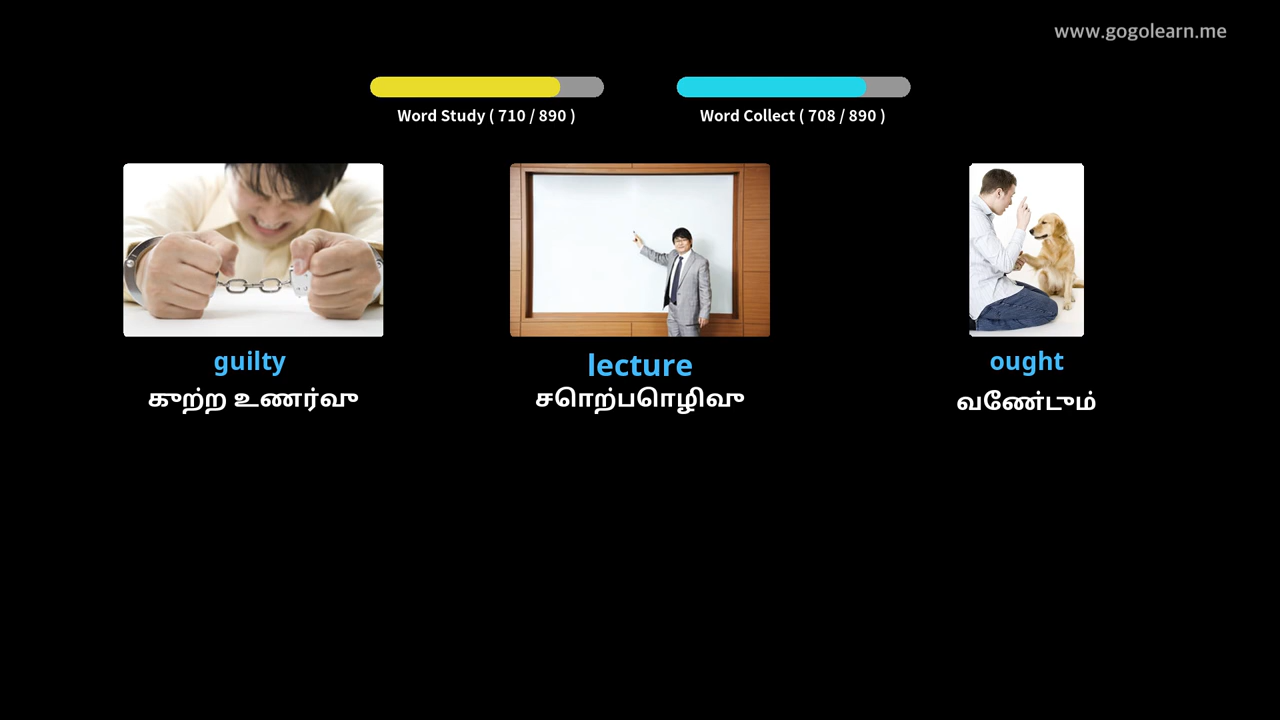 www.gogolearn.me
Word Study ( 710 / 890 )
Word Collect ( 708 / 890 )
guilty
lecture
ought
குற்ற உணர்வு
சொற்பொழிவு
வேண்டும்